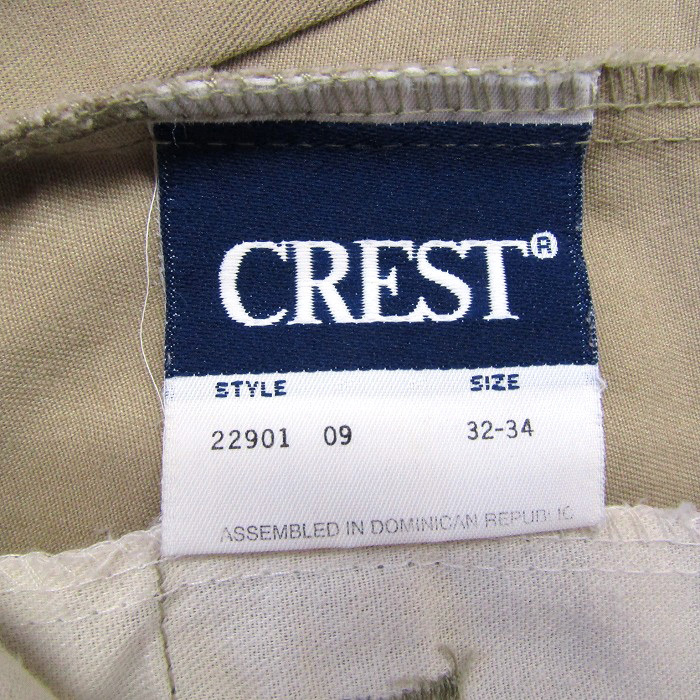 CREST®
STYLE SIZE
22901 09 32-34
ASSEMBLED IN DOMINICAN REPUBLIC